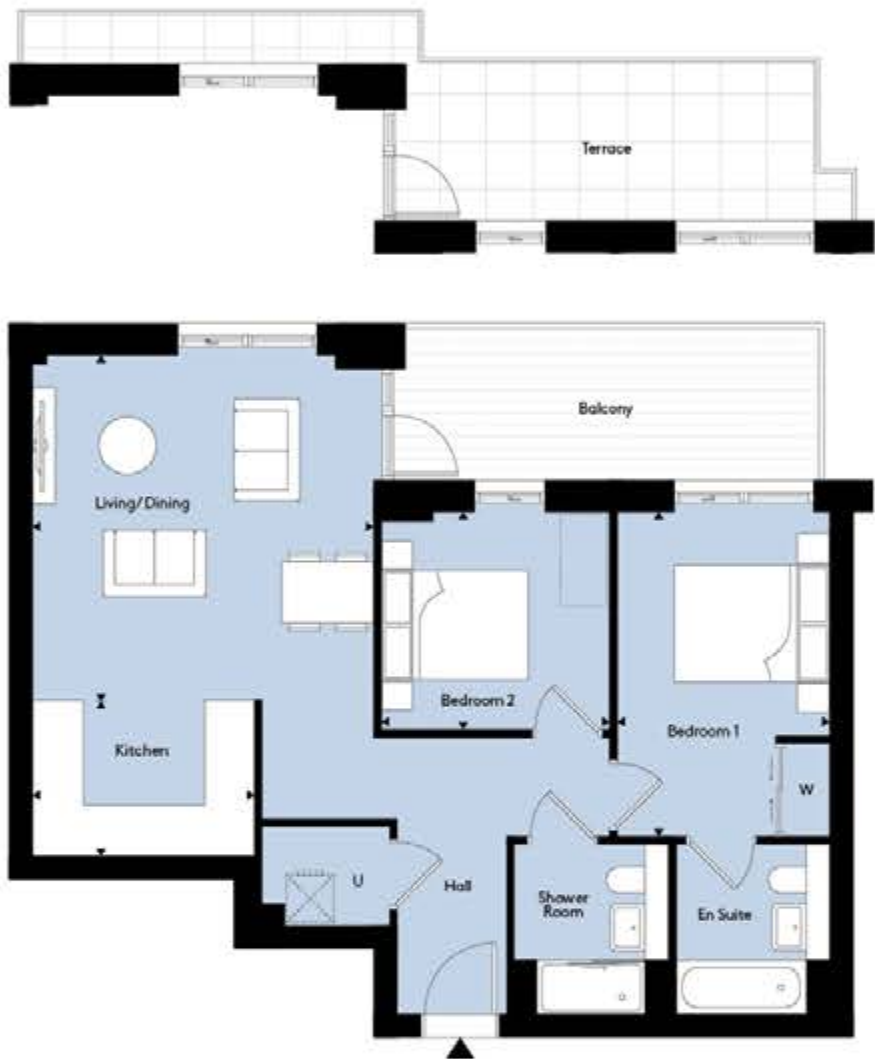 Terrace
Balcony
Living/Dining
Bedroom 2
Bedroom 1
Kitchen
W
U
Hall
Shower
Room
En Suite